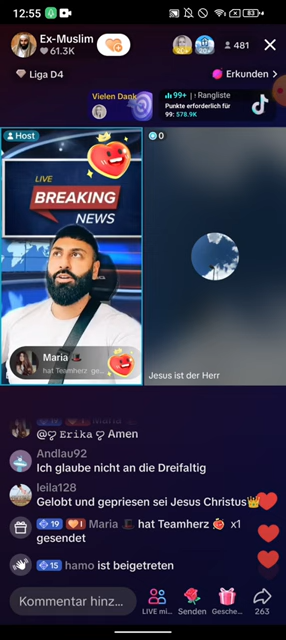 12:55
83
Ex-Muslim
61.3K
481
Liga D4
Erkunden
Vielen Dank
99+ | Rangliste
Punkte erforderlich für
99: 578.9K
Host
0
LIVE
BREAKING
NEWS
Maria
hat Teamherz ge...
Jesus ist der Herr
@Erika Amen
Andlau92
Ich glaube nicht an die Dreifaltig
leila128
Gelobt und gepriesen sei Jesus Christus
19 I Maria hat Teamherz x1
gesendet
15 hamo ist beigetreten
Kommentar hinz...
LIVE mi...
Senden
Gesche...
263